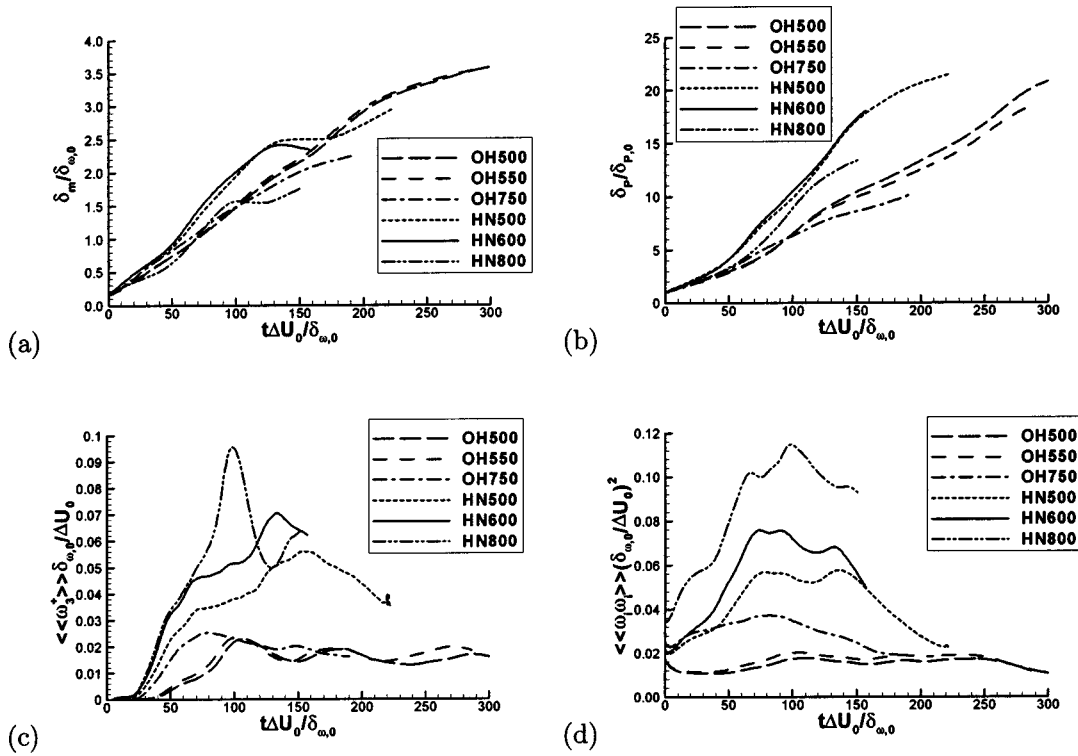 4.0
3.5
3.0
2.5
2.0
1.5
1.0
0.5
0.0
0 50 100 150 200 250 300
δm/δω,0
tΔU0/δω,0
OH500
OH550
OH750
HN500
HN600
HN800
(a)
25
20
15
10
5
0
0 50 100 150 200 250 300
δP/δP,0
tΔU0/δω,0
OH500
OH550
OH750
HN500
HN600
HN800
(b)
0.1
0.09
0.08
0.07
0.06
0.05
0.04
0.03
0.02
0.01
0
0 50 100 150 200 250 300
<<ω3+>>δω,0/ΔU0
tΔU0/δω,0
OH500
OH550
OH750
HN500
HN600
HN800
(c)
0.12
0.10
0.08
0.06
0.04
0.02
0.00
0 50 100 150 200 250 300
<<ωiωi>>(δω,0/ΔU0)2
tΔU0/δω,0
OH500
OH550
OH750
HN500
HN600
HN800
(d)